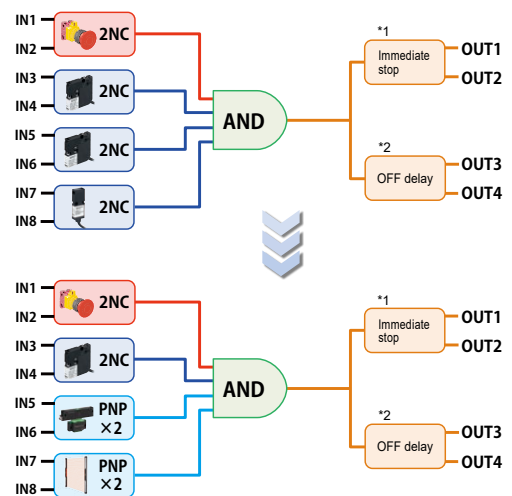 IN1
IN2
2NC
IN3
IN4
2NC
IN5
IN6
2NC
IN7
IN8
2NC
AND
*1
Immediate
stop
OUT1
OUT2
*2
OFF delay
OUT3
OUT4
IN1
IN2
2NC
IN3
IN4
2NC
IN5
IN6
PNP
×2
IN7
IN8
PNP
×2
AND
*1
Immediate
stop
OUT1
OUT2
*2
OFF delay
OUT3
OUT4